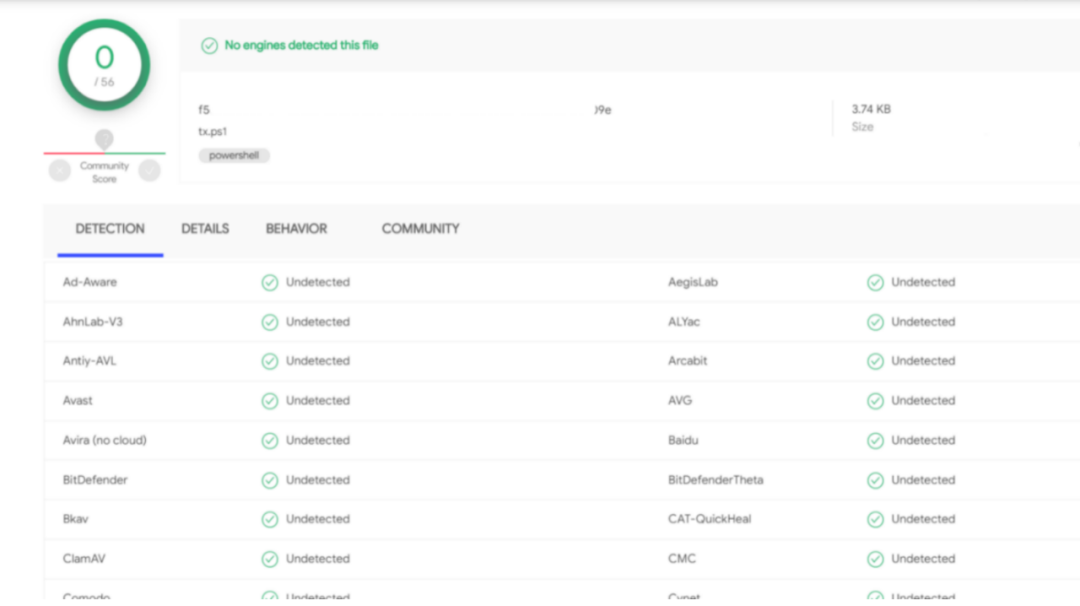 0
/ 56
Community
Score
No engines detected this file
f5 9e
tx.ps1
powershell
3.74 KB
Size
DETECTION DETAILS BEHAVIOR COMMUNITY
Ad-Aware Undetected AegisLab Undetected
AhnLab-V3 Undetected ALYac Undetected
Antiy-AVL Undetected Arcabit Undetected
Avast Undetected AVG Undetected
Avira (no cloud) Undetected Baidu Undetected
BitDefender Undetected BitDefenderTheta Undetected
Bkav Undetected CAT-QuickHeal Undetected
ClamAV Undetected CMC Undetected
Comodo Undetected Cynet Undetected